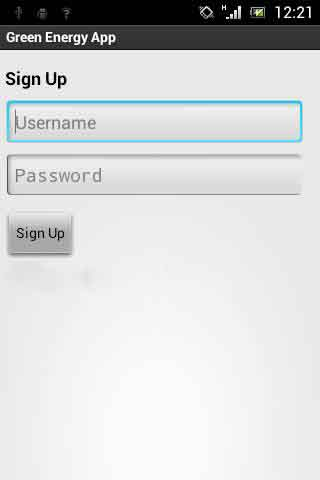 H 12:21
Green Energy App
Sign Up
Username
Password
Sign Up